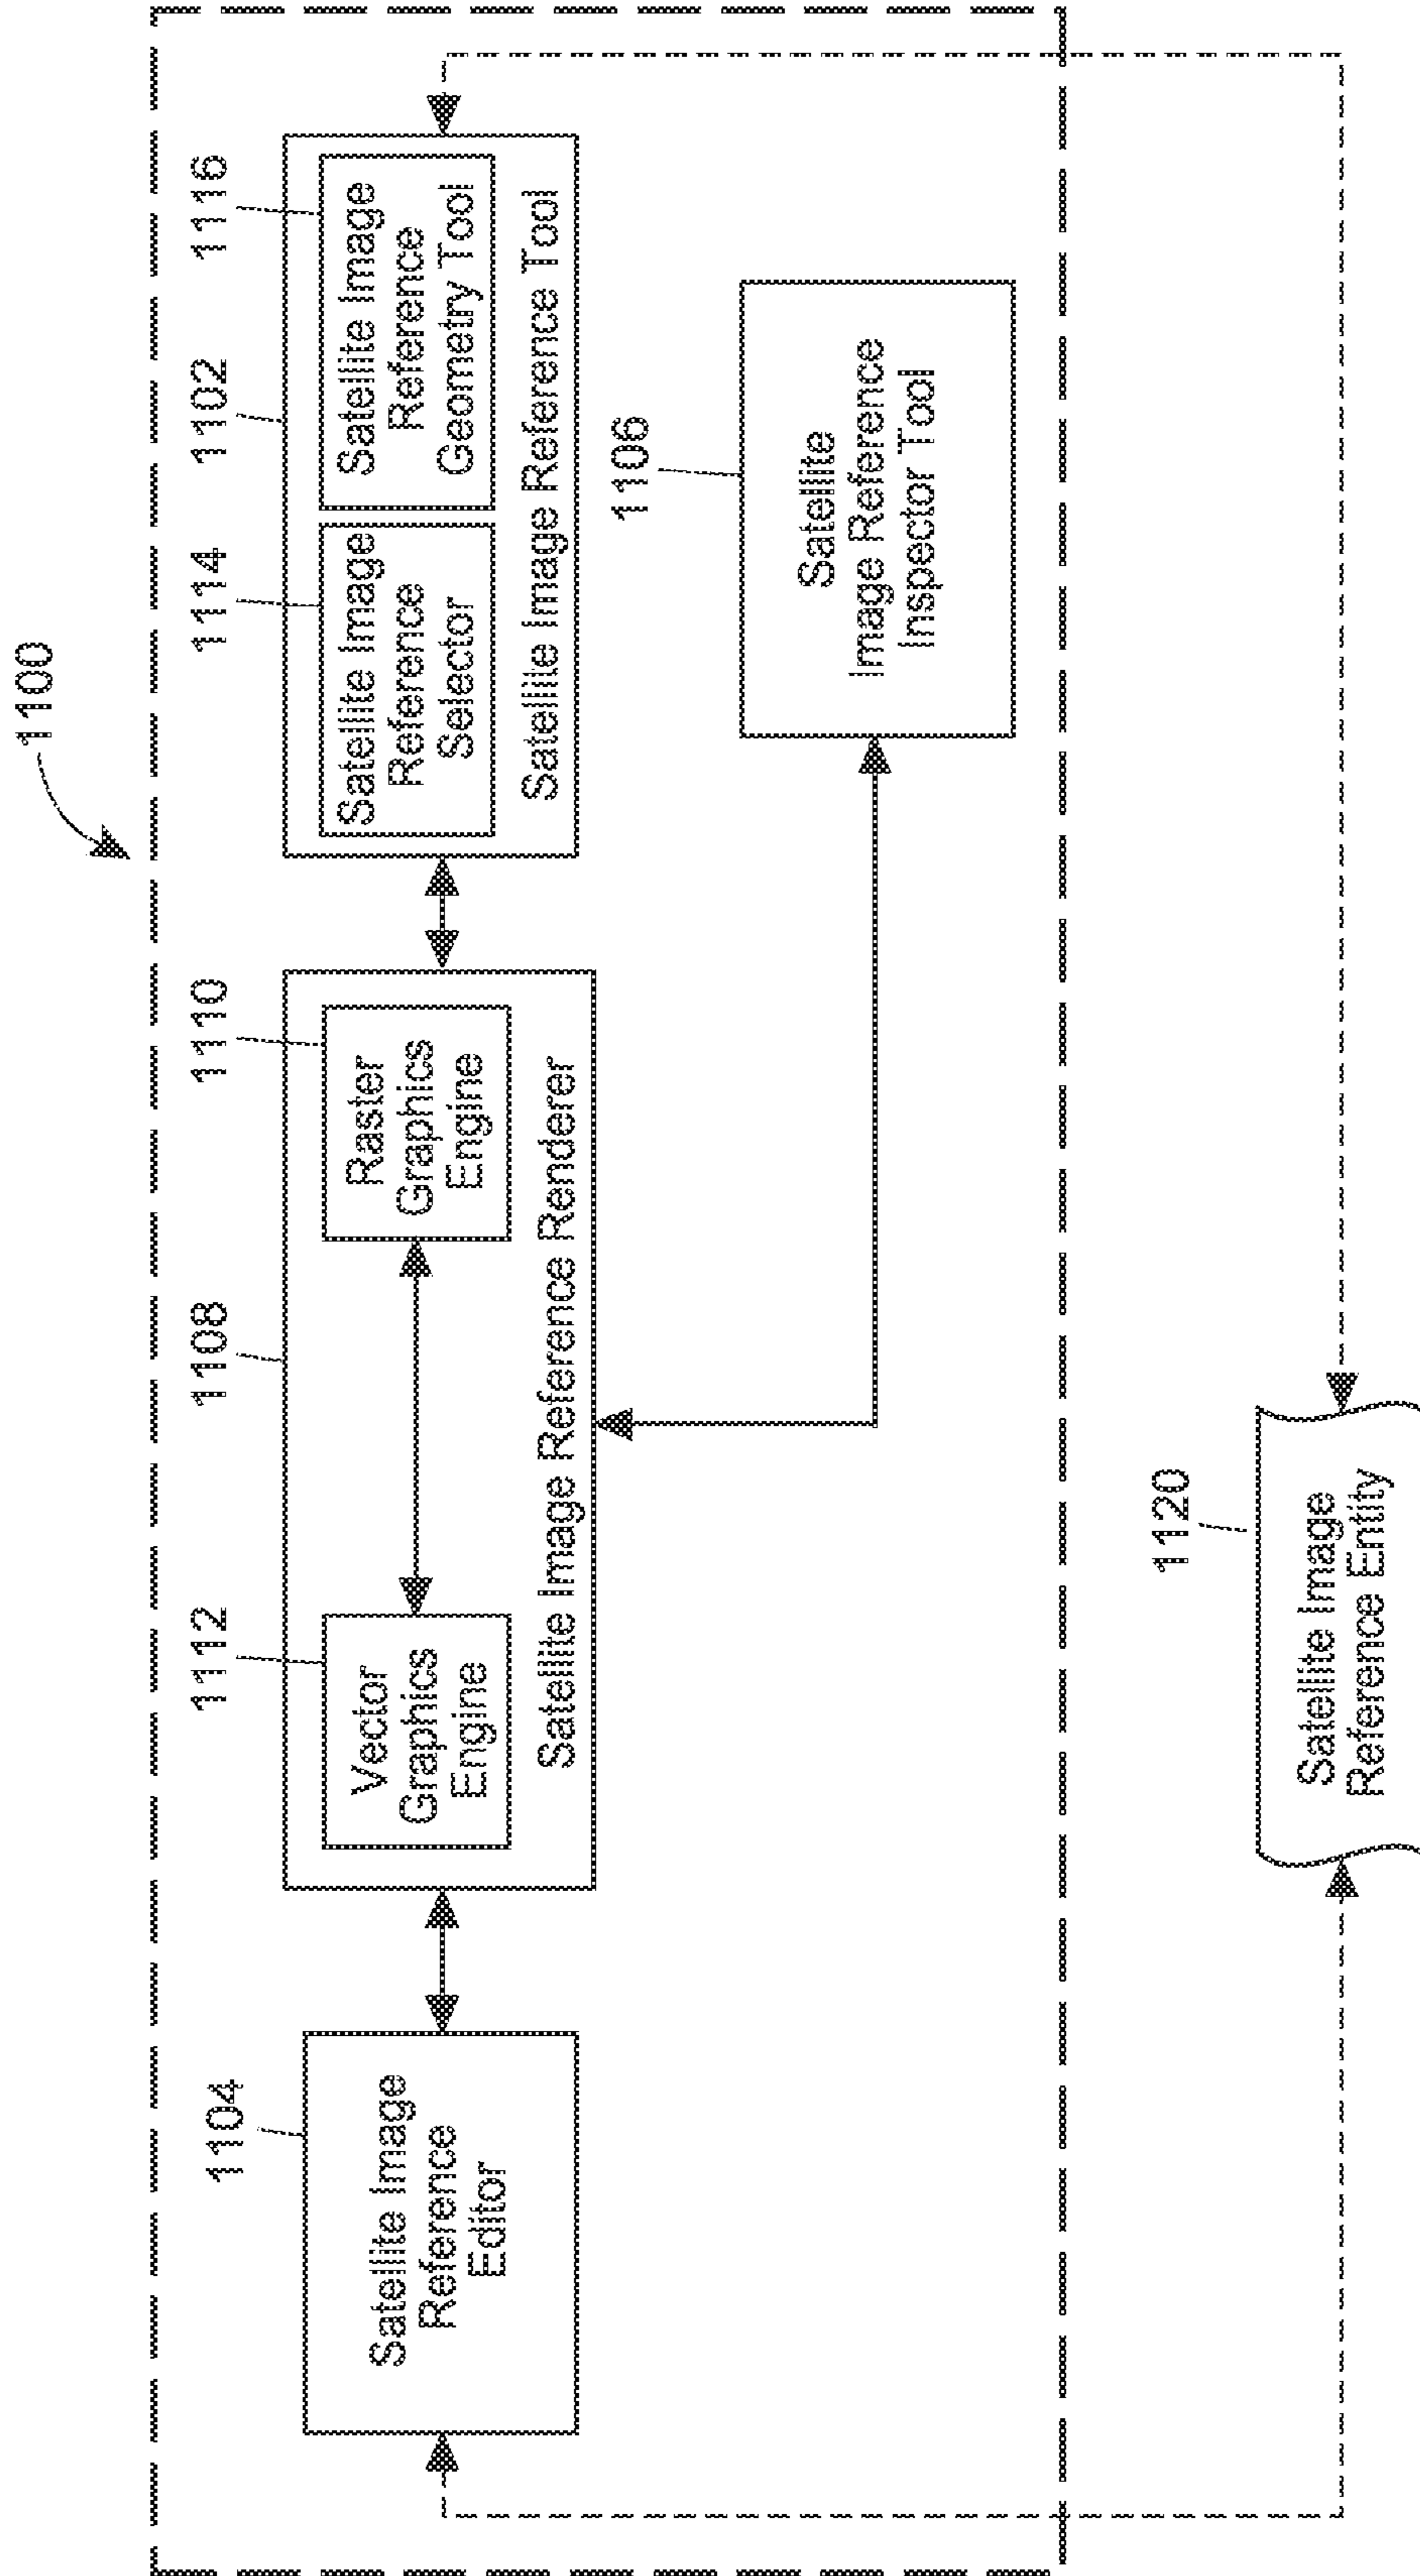 1100
1104
1112
1108
1110
1114
1102
1116
Satellite Image
Reference
Editor
Vector
Graphics
Engine
Raster
Graphics
Engine
Satellite Image Reference Renderer
Satellite Image
Reference
Selector
Satellite Image
Reference
Geometry Tool
Satellite Image Reference Tool
1106
Satellite
Image Reference
Inspector Tool
1120
Satellite Image
Reference Entity